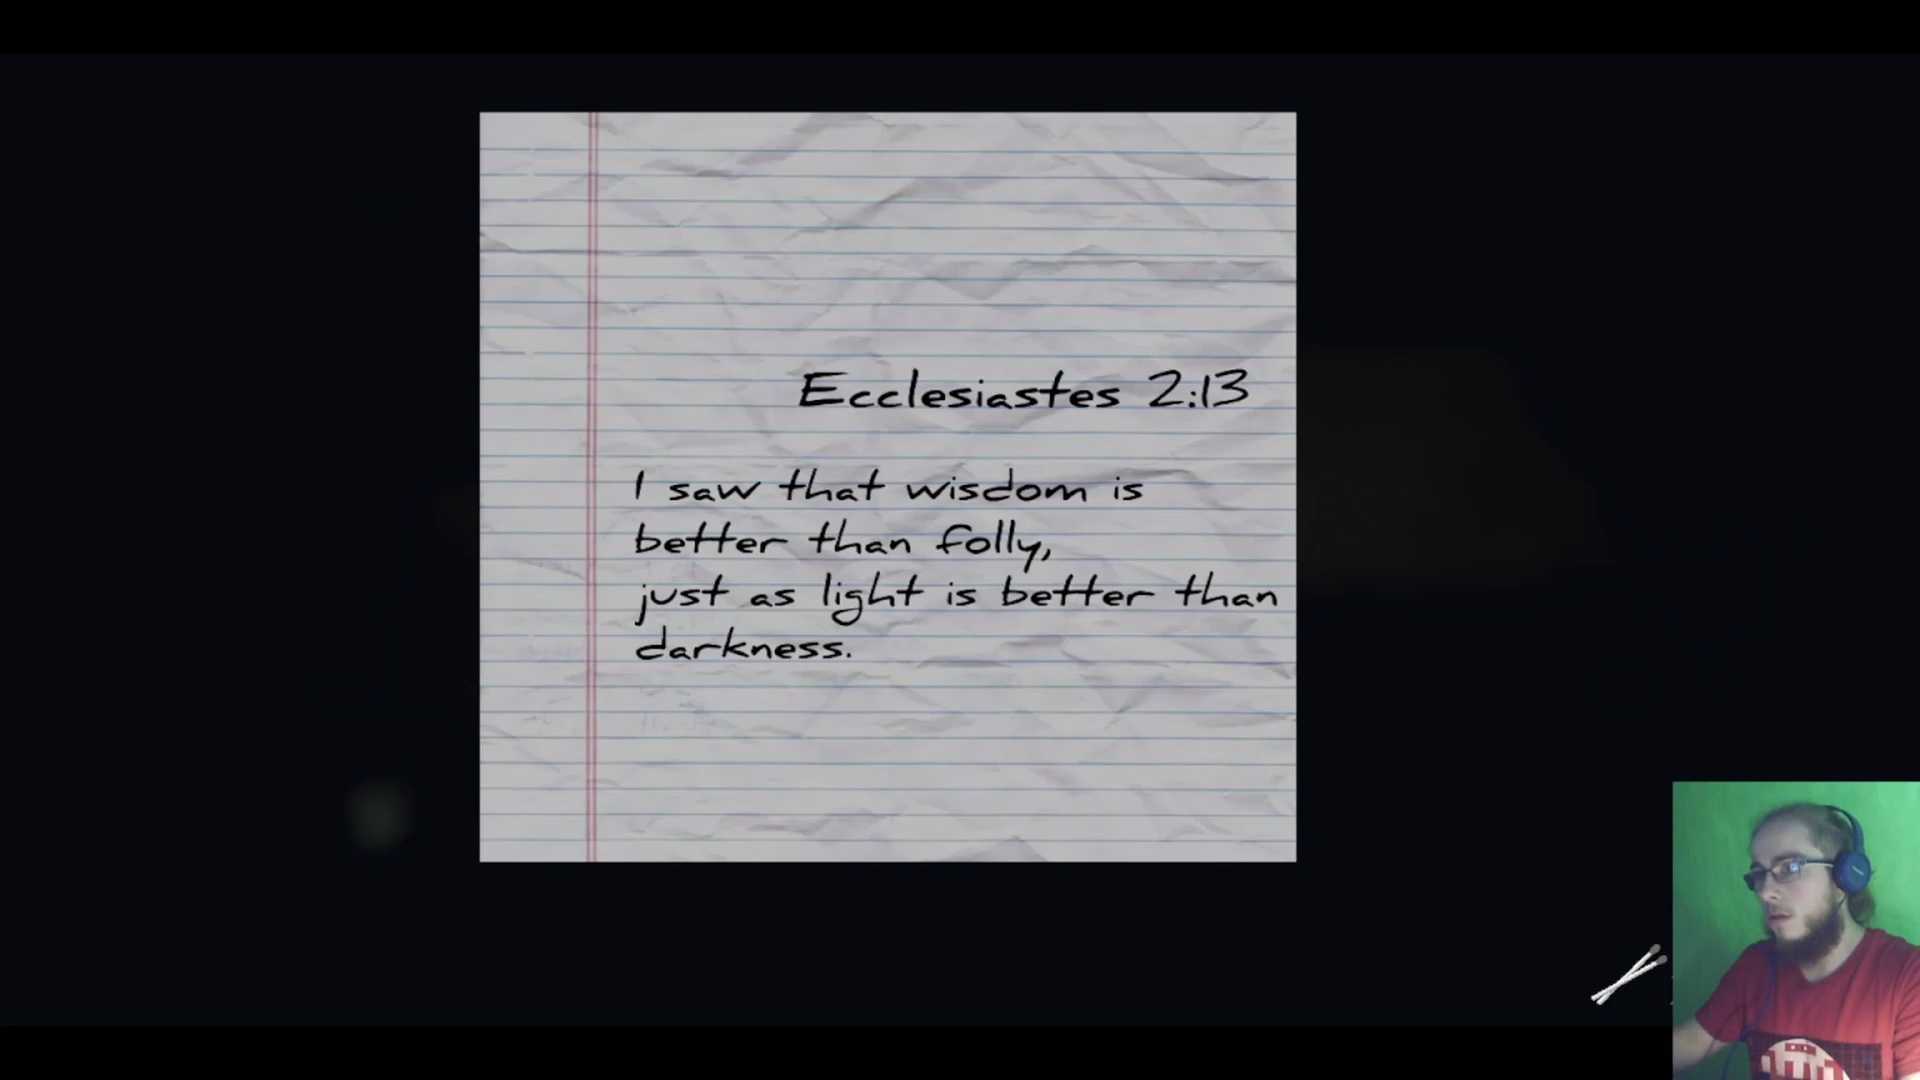 Ecclesiastes 2:13
I saw that wisdom is
better than folly,
just as light is better than
darkness.